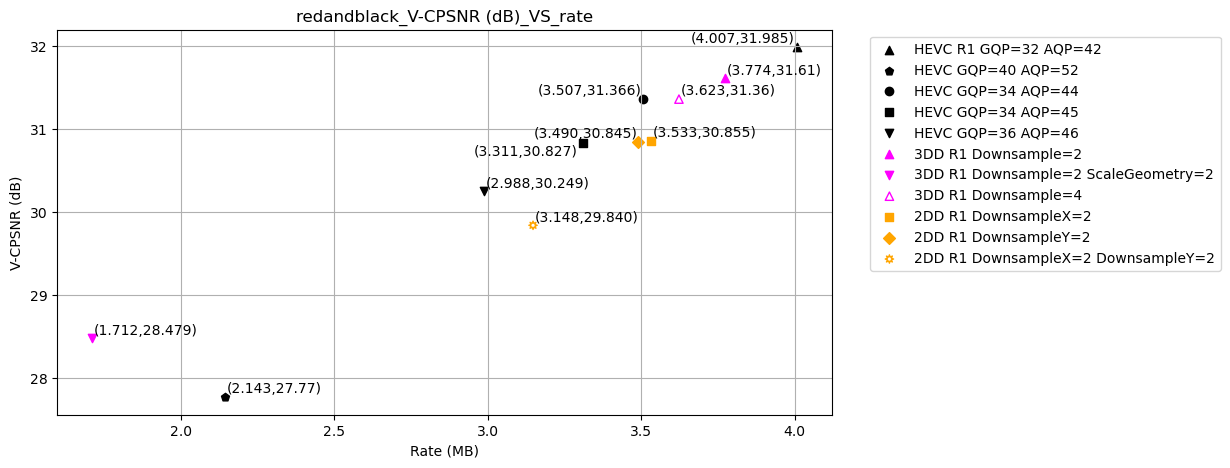 redandblack_V-CPSNR (dB)_VS_rate
V-CPSNR (dB)
32
31
30
29
28
(4.007,31.985)
(3.774,31.61)
(3.507,31.366)
(3.623,31.36)
(3.490,30.845)
(3.533,30.855)
(3.311,30.827)
(2.988,30.249)
(3.148,29.840)
(1.712,28.479)
(2.143,27.77)
2.0
2.5
3.0
3.5
4.0
Rate (MB)
HEVC R1 GQP=32 AQP=42
HEVC GQP=40 AQP=52
HEVC GQP=34 AQP=44
HEVC GQP=34 AQP=45
HEVC GQP=36 AQP=46
3DD R1 Downsample=2
3DD R1 Downsample=2 ScaleGeometry=2
3DD R1 Downsample=4
2DD R1 DownsampleX=2
2DD R1 DownsampleY=2
2DD R1 DownsampleX=2 DownsampleY=2